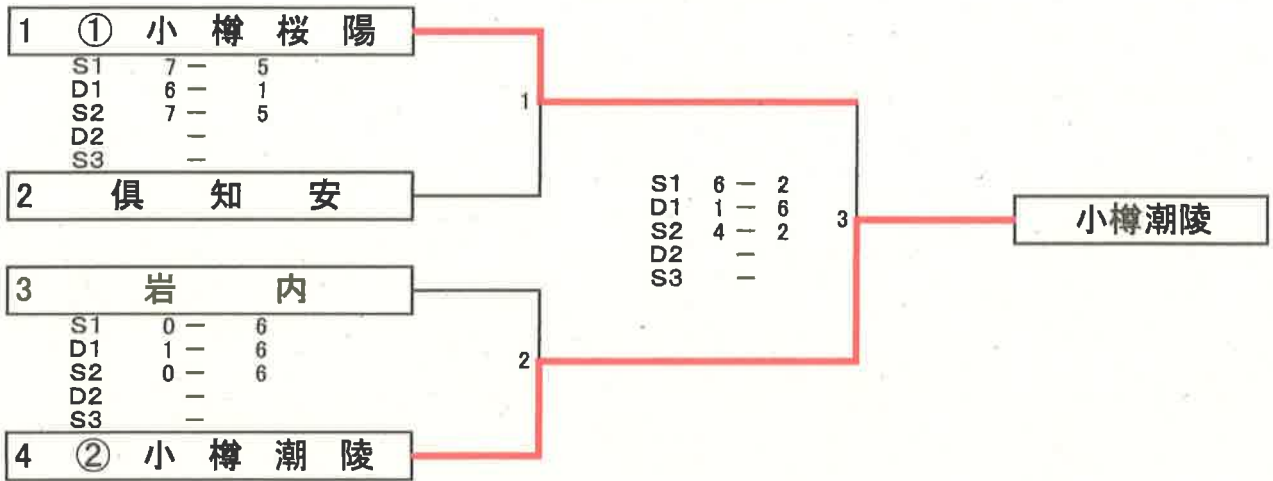 1 ① 小樽桜陽
S1 7 - 5
D1 6 - 1
S2 7 - 5
D2 -
S3 -
2 倶知安
1
3 岩内
S1 0 - 6
D1 1 - 6
S2 0 - 6
D2 -
S3 -
4 ② 小樽潮陵
2
S1 6 - 2
D1 1 - 6
S2 4 - 2
D2 -
S3 -
3
小樽潮陵